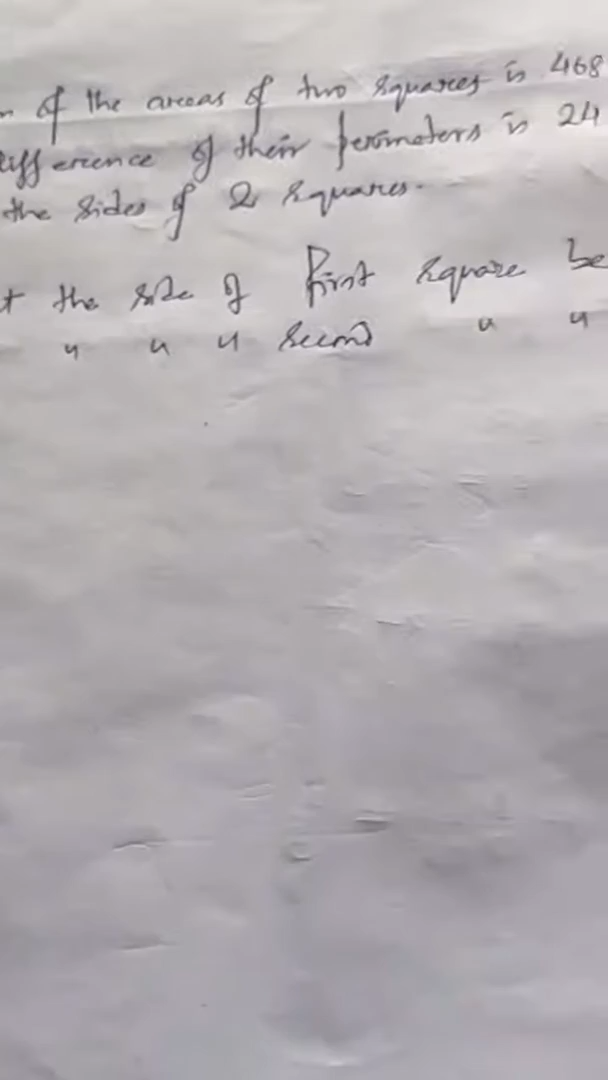 of the areas of two squares is 468
difference of their perimeters is 24
the sides of 2 squares.
the side of first square be
" " " second " "